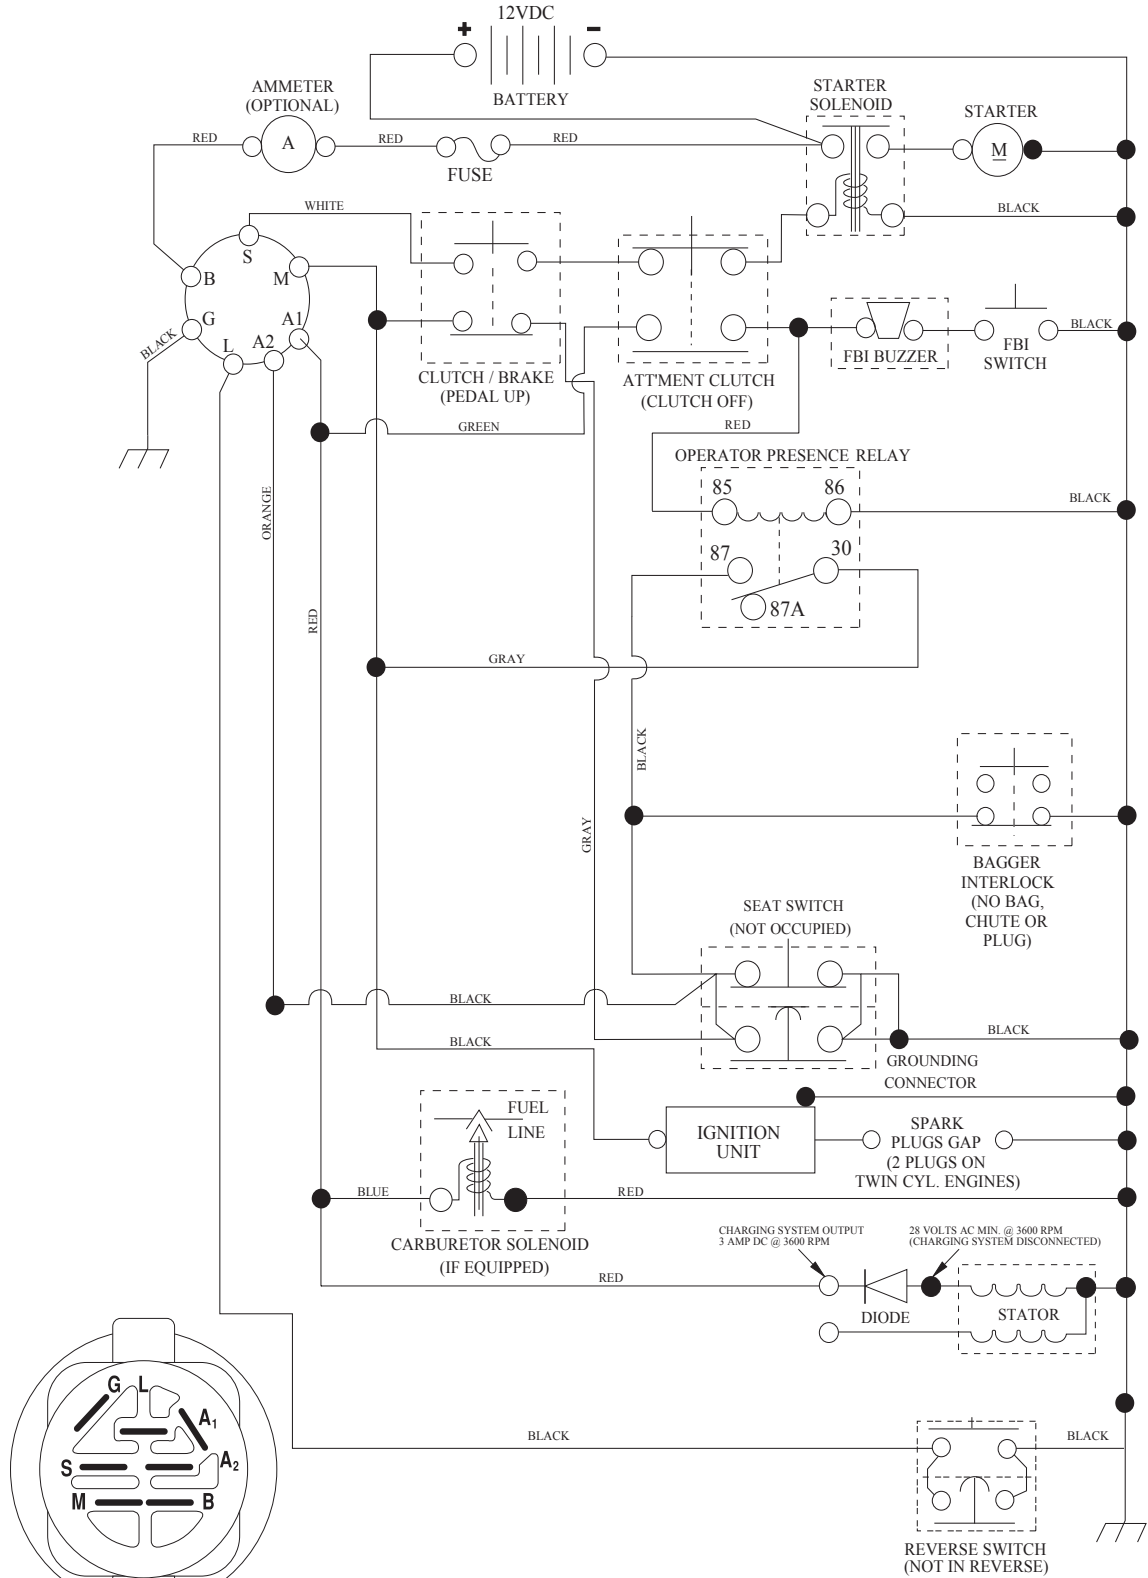 12VDC
+
−
BATTERY
AMMETER
(OPTIONAL)
A
RED
RED
FUSE
RED
STARTER
SOLENOID
STARTER
M
BLACK
WHITE
S
B
M
G
A1
A2
L
BLACK
CLUTCH / BRAKE
(PEDAL UP)
ATT'MENT CLUTCH
(CLUTCH OFF)
FBI BUZZER
FBI
SWITCH
BLACK
GREEN
RED
OPERATOR PRESENCE RELAY
85
86
87
30
87A
BLACK
ORANGE
RED
GRAY
BLACK
GRAY
BAGGER
INTERLOCK
(NO BAG,
CHUTE OR
PLUG)
SEAT SWITCH
(NOT OCCUPIED)
BLACK
BLACK
BLACK
GROUNDING
CONNECTOR
FUEL
LINE
IGNITION
UNIT
SPARK
PLUGS GAP
(2 PLUGS ON
TWIN CYL. ENGINES)
BLUE
RED
CARBURETOR SOLENOID
(IF EQUIPPED)
CHARGING SYSTEM OUTPUT
3 AMP DC @ 3600 RPM
28 VOLTS AC MIN. @ 3600 RPM
(CHARGING SYSTEM DISCONNECTED)
RED
DIODE
STATOR
G
L
A1
A2
S
M
B
BLACK
BLACK
REVERSE SWITCH
(NOT IN REVERSE)